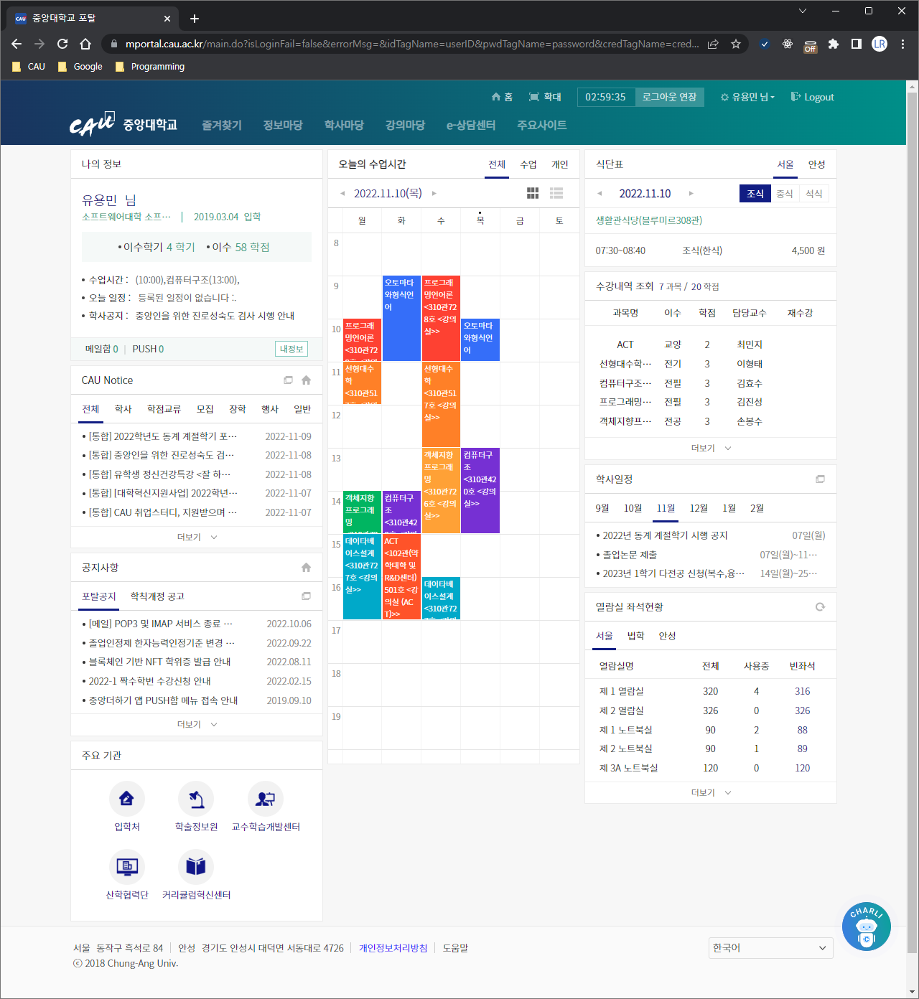 중앙대학교 포탈
mportal.cau.ac.kr/main.do?isLoginFail=false&errorMsg=&idTagName=userID&pwdTagName=password&credTagName=cred...
Off
LR
CAU Google Programming
홈 확대 02:59:35 로그아웃 연장 유용민 님 Logout
CAU 중앙대학교 즐겨찾기 정보마당 학사마당 강의마당 e-상담센터 주요사이트
나의 정보
유용민 님
소프트웨어대학 소프··· | 2019.03.04 입학
•이수학기 4 학기 •이수 58 학점
• 수업시간 : (10:00),컴퓨터구조(13:00),
• 오늘 일정 : 등록된 일정이 없습니다 :.
• 학사공지 : 중앙인을 위한 진로성숙도 검사 시행 안내
메일함 0 | PUSH 0 내정보
CAU Notice
전체 학사 학점교류 모집 장학 행사 일반
• [통합] 2022학년도 동계 계절학기 포··· 2022-11-09
• [통합] 중앙인을 위한 진로성숙도 검··· 2022-11-08
• [통합] 유학생 정신건강특강 <잘 하··· 2022-11-08
• [통합] [대학혁신지원사업] 2022학년··· 2022-11-07
• [통합] CAU 취업스터디, 지원받으며 ··· 2022-11-07
더보기
공지사항
포탈공지 학칙개정 공고
• [메일] POP3 및 IMAP 서비스 종료 ··· 2022.10.06
• 졸업인정제 한자능력인정기준 변경 ··· 2022.09.22
• 블록체인 기반 NFT 학위증 발급 안내 2022.08.11
• 2022-1 짝수학번 수강신청 안내 2022.02.15
• 중앙더하기 앱 PUSH함 메뉴 접속 안내 2019.09.10
더보기
주요 기관
입학처 학술정보원 교수학습개발센터
산학협력단 커리큘럼혁신센터
오늘의 수업시간 전체 수업 개인
2022.11.10(목)
월 화 수 목 금 토
8
9
오토마타
와형식언
어
프로그래
밍언어론
<310관72
8호 <강의
실>>
10
프로그래
밍언어론
<310관72
오토마타
와형식언
어
11
선형대수
학
<310관51
선형대수
학
<310관51
7호 <강의
실>>
12
13
객체지향
프로그래
밍
<310관72
6호 <강의
실>>
컴퓨터구
조
<310관42
0호 <강의
실>>
14
객체지향
프로그래
밍
컴퓨터구
조
<310관42
15
데이타베
이스설계
<310관72
7호 <강의
실>>
ACT
<102관(약
학대학 및
R&D센터)
501호 <강
의실 (AC
T)>>
16
데이타베
이스설계
<310관72
17
18
19
식단표 서울 안성
2022.11.10 조식 중식 석식
생활관식당(블루미르308관)
07:30~08:40 조식(한식) 4,500 원
수강내역 조회 7 과목 / 20 학점
과목명 이수 학점 담당교수 재수강
ACT 교양 2 최민지
선형대수학··· 전기 3 이형태
컴퓨터구조··· 전필 3 김효수
프로그래밍··· 전필 3 김진성
객체지향프··· 전공 3 손봉수
더보기
학사일정
9월 10월 11월 12월 1월 2월
• 2022년 동계 계절학기 시행 공지 07일(월)
• 졸업논문 제출 07일(월)~11···
• 2023년 1학기 다전공 신청(복수,융··· 14일(월)~25···
열람실 좌석현황
서울 법학 안성
열람실명 전체 사용중 빈좌석
제 1 열람실 320 4 316
제 2 열람실 326 0 326
제 1 노트북실 90 2 88
제 2 노트북실 90 1 89
제 3A 노트북실 120 0 120
더보기
CHARLI
C
서울 동작구 흑석로 84 | 안성 경기도 안성시 대덕면 서동대로 4726 | 개인정보처리방침 | 도움말
ⓒ 2018 Chung-Ang Univ.
한국어